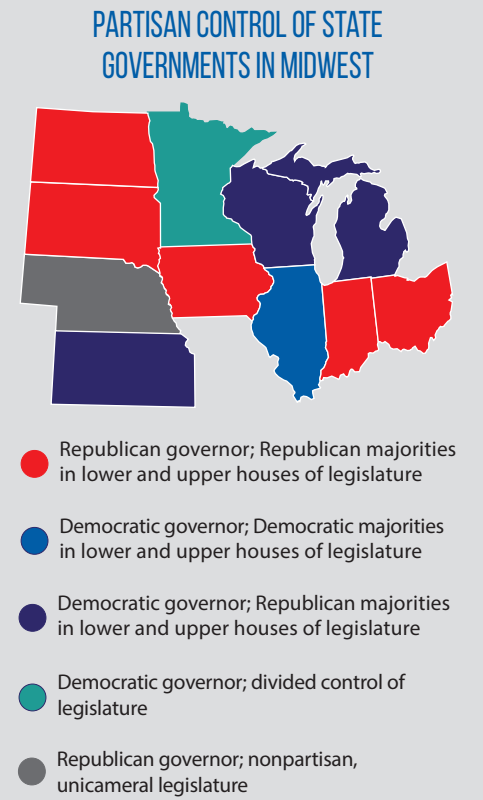 PARTISAN CONTROL OF STATE
GOVERNMENTS IN MIDWEST
Republican governor; Republican majorities
in lower and upper houses of legislature
Democratic governor; Democratic majorities
in lower and upper houses of legislature
Democratic governor; Republican majorities
in lower and upper houses of legislature
Democratic governor; divided control of
legislature
Republican governor; nonpartisan,
unicameral legislature